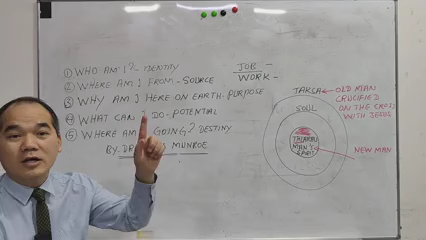 ① WHO AM I? - IDENTITY
② WHERE AM I FROM - SOURCE
③ WHY AM I HERE ON EARTH - PURPOSE
④ WHAT CAN I DO - POTENTIAL
⑤ WHERE AM GOING? DESTINY
BY. DR MUNROE
JOB -
WORK -
OLD MAN
CRUCIFIED
ON THE CROSS
WITH JESUS
SOUL
MAN'S
SPIRIT
NEW MAN